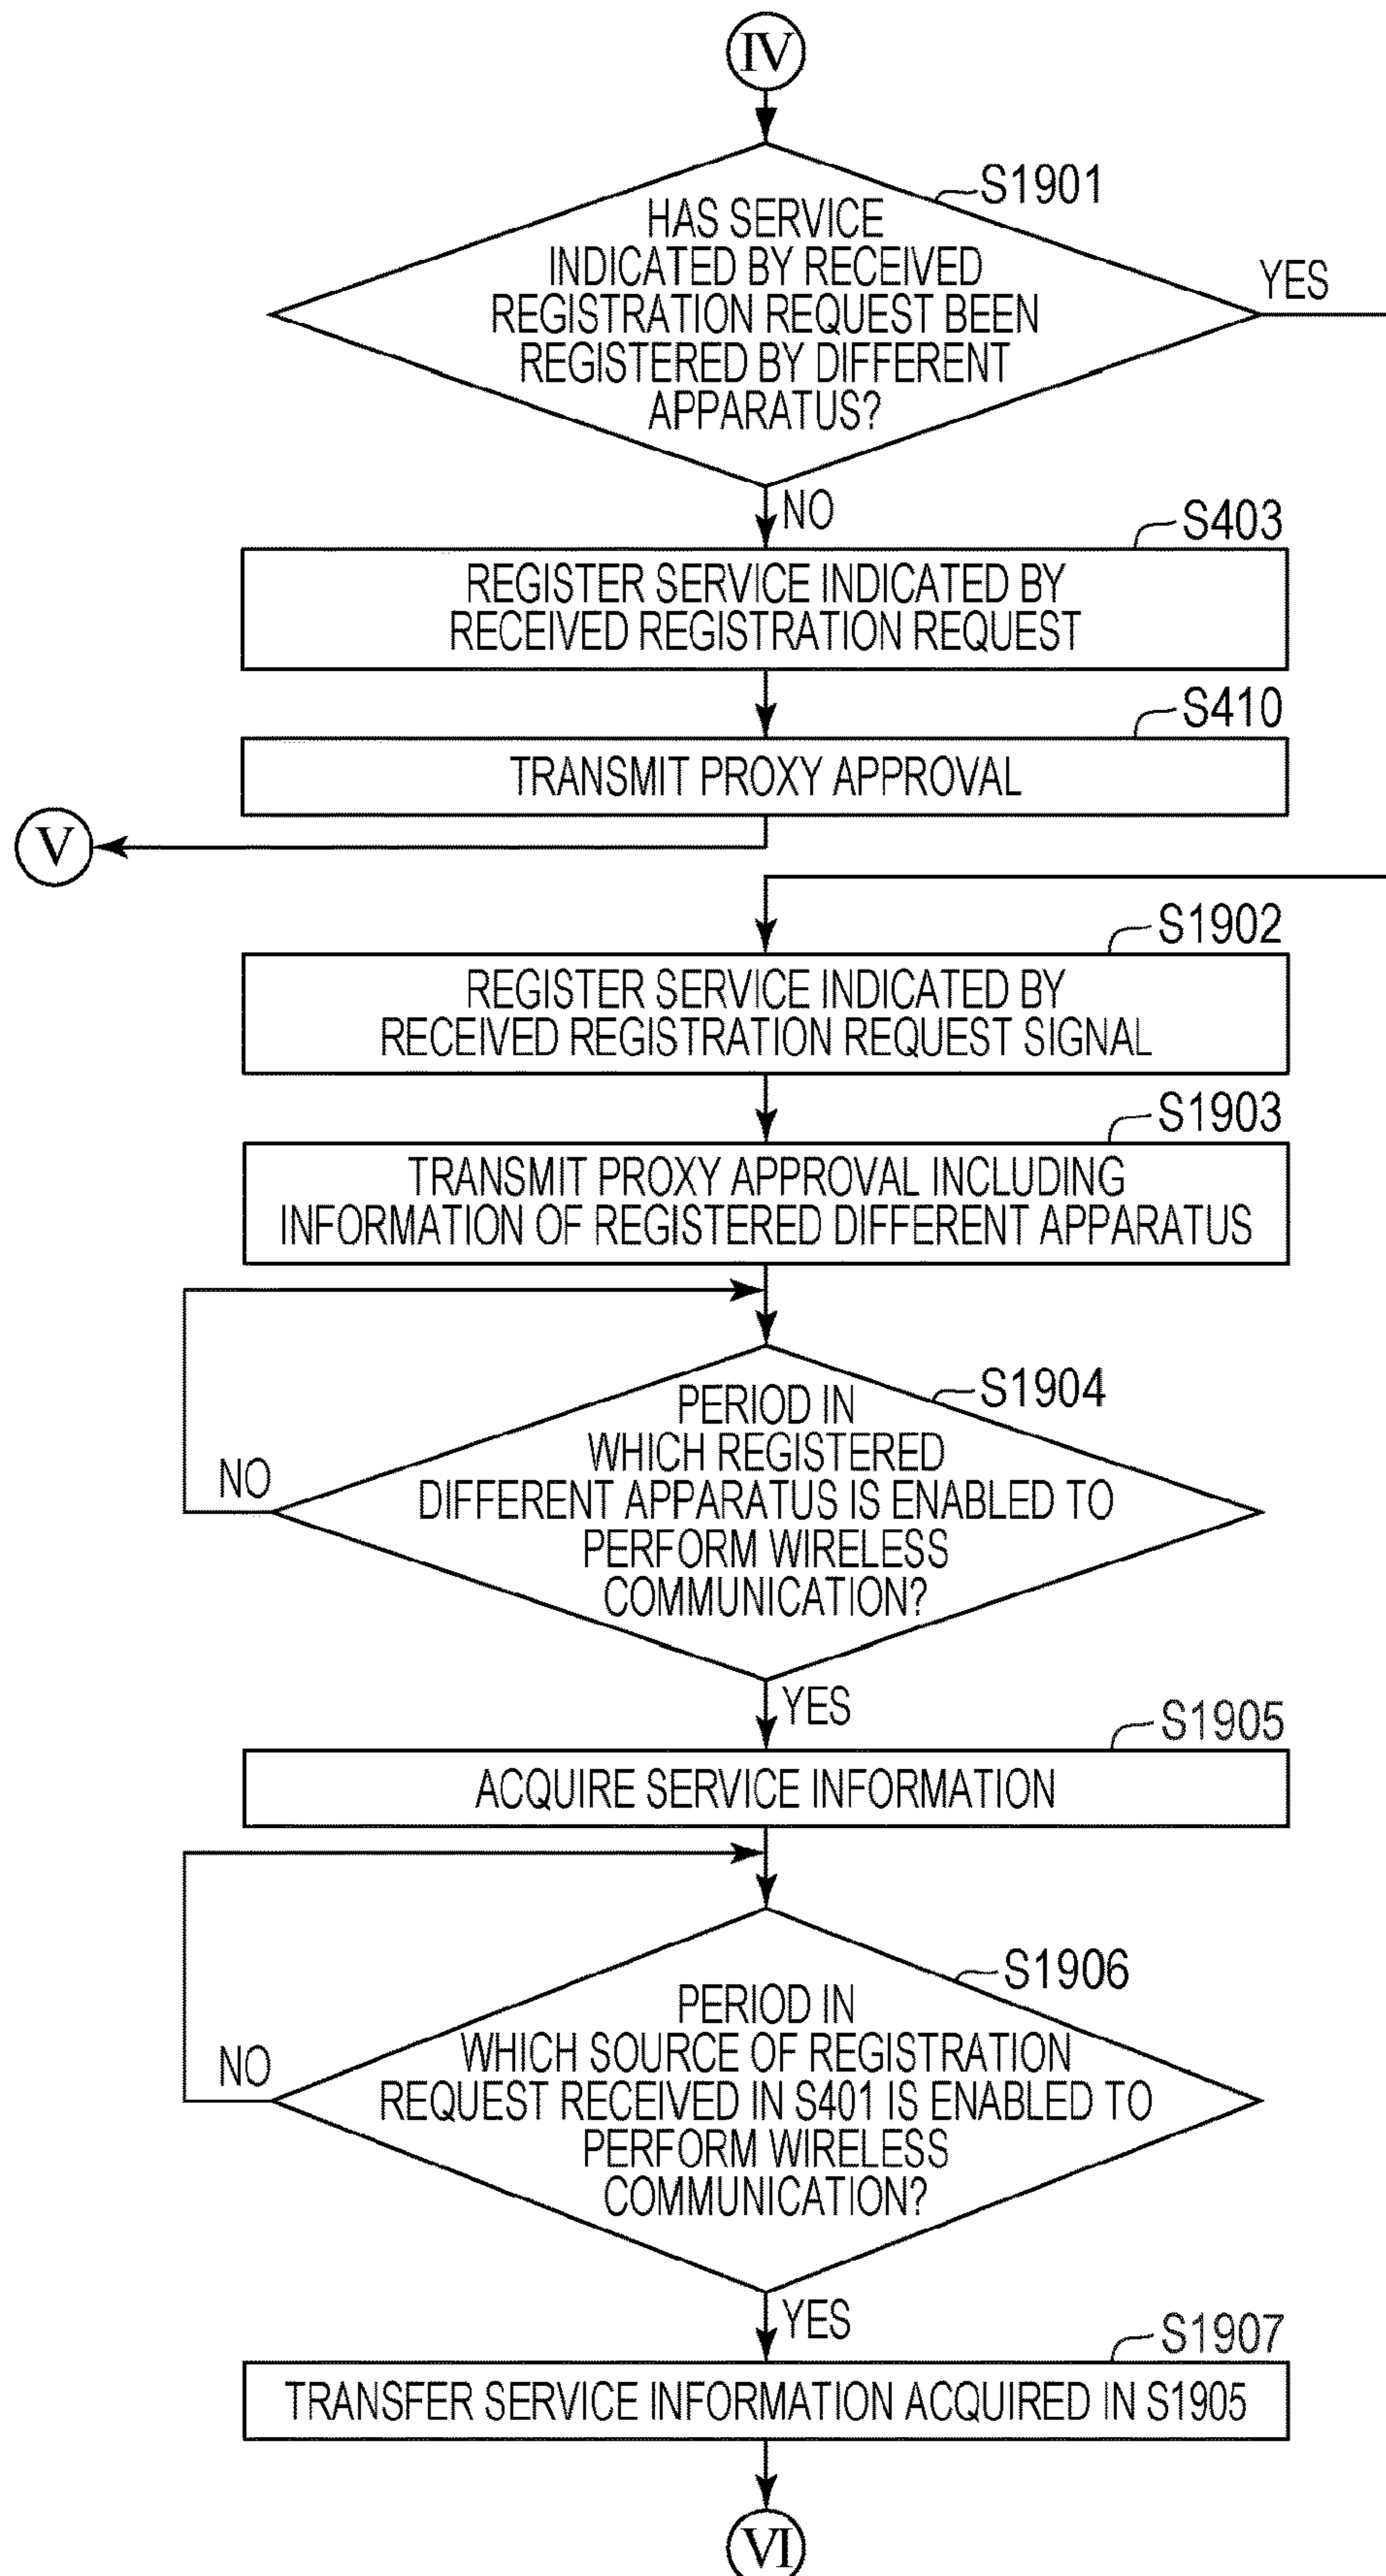 IV
S1901
HAS SERVICE
INDICATED BY RECEIVED
REGISTRATION REQUEST BEEN
REGISTERED BY DIFFERENT
APPARATUS?
YES
NO
S403
REGISTER SERVICE INDICATED BY
RECEIVED REGISTRATION REQUEST
S410
TRANSMIT PROXY APPROVAL
V
S1902
REGISTER SERVICE INDICATED BY
RECEIVED REGISTRATION REQUEST SIGNAL
S1903
TRANSMIT PROXY APPROVAL INCLUDING
INFORMATION OF REGISTERED DIFFERENT APPARATUS
S1904
PERIOD IN
WHICH REGISTERED
DIFFERENT APPARATUS IS ENABLED TO
PERFORM WIRELESS
COMMUNICATION?
NO
YES
S1905
ACQUIRE SERVICE INFORMATION
S1906
PERIOD IN
WHICH SOURCE OF REGISTRATION
REQUEST RECEIVED IN S401 IS ENABLED TO
PERFORM WIRELESS
COMMUNICATION?
NO
YES
S1907
TRANSFER SERVICE INFORMATION ACQUIRED IN S1905
VI